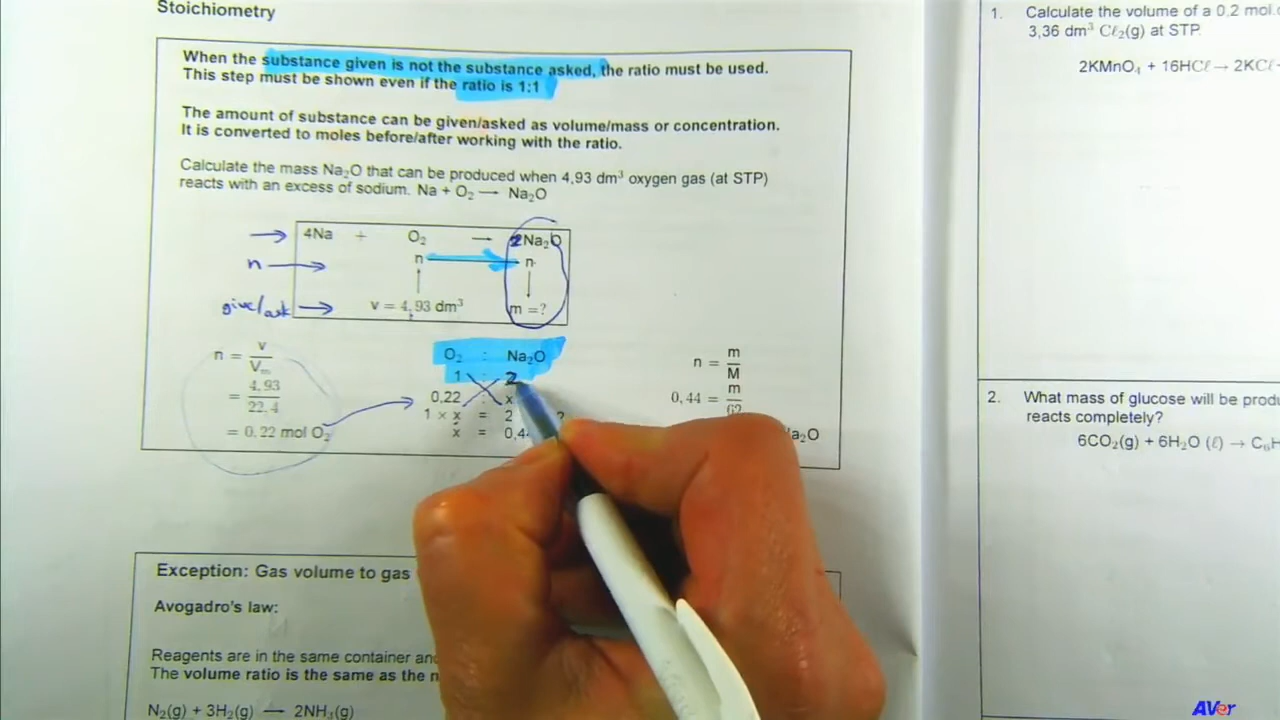 Stoichiometry
When the substance given is not the substance asked, the ratio must be used.
This step must be shown even if the ratio is 1:1
The amount of substance can be given/asked as volume/mass or concentration.
It is converted to moles before/after working with the ratio.
Calculate the mass Na₂O that can be produced when 4,93 dm³ oxygen gas (at STP)
reacts with an excess of sodium. Na + O₂ → Na₂O
4Na + O₂ → 2Na₂O
n → n n
give/ask → v = 4,93 dm³ m = ?
n = v/Vₘ
= 4,93/22,4
= 0,22 mol O₂
O₂ : Na₂O
1 : 2
0,22 : x
1 × x = 2
x = 0,4
n = m/M
0,44 = m/62
a₂O
Exception: Gas volume to gas
Avogadro's law:
Reagents are in the same container
The volume ratio is the same as the
N₂(g) + 3H₂(g) → 2NH₃(g)
1. Calculate the volume of a 0,2
3,36 dm³ Cℓ₂(g) at STP.
2KMnO₄ + 16HCℓ → 2KCℓ
2. What mass of glucose will be
reacts completely?
6CO₂(g) + 6H₂O (ℓ) → C₆H
AVer